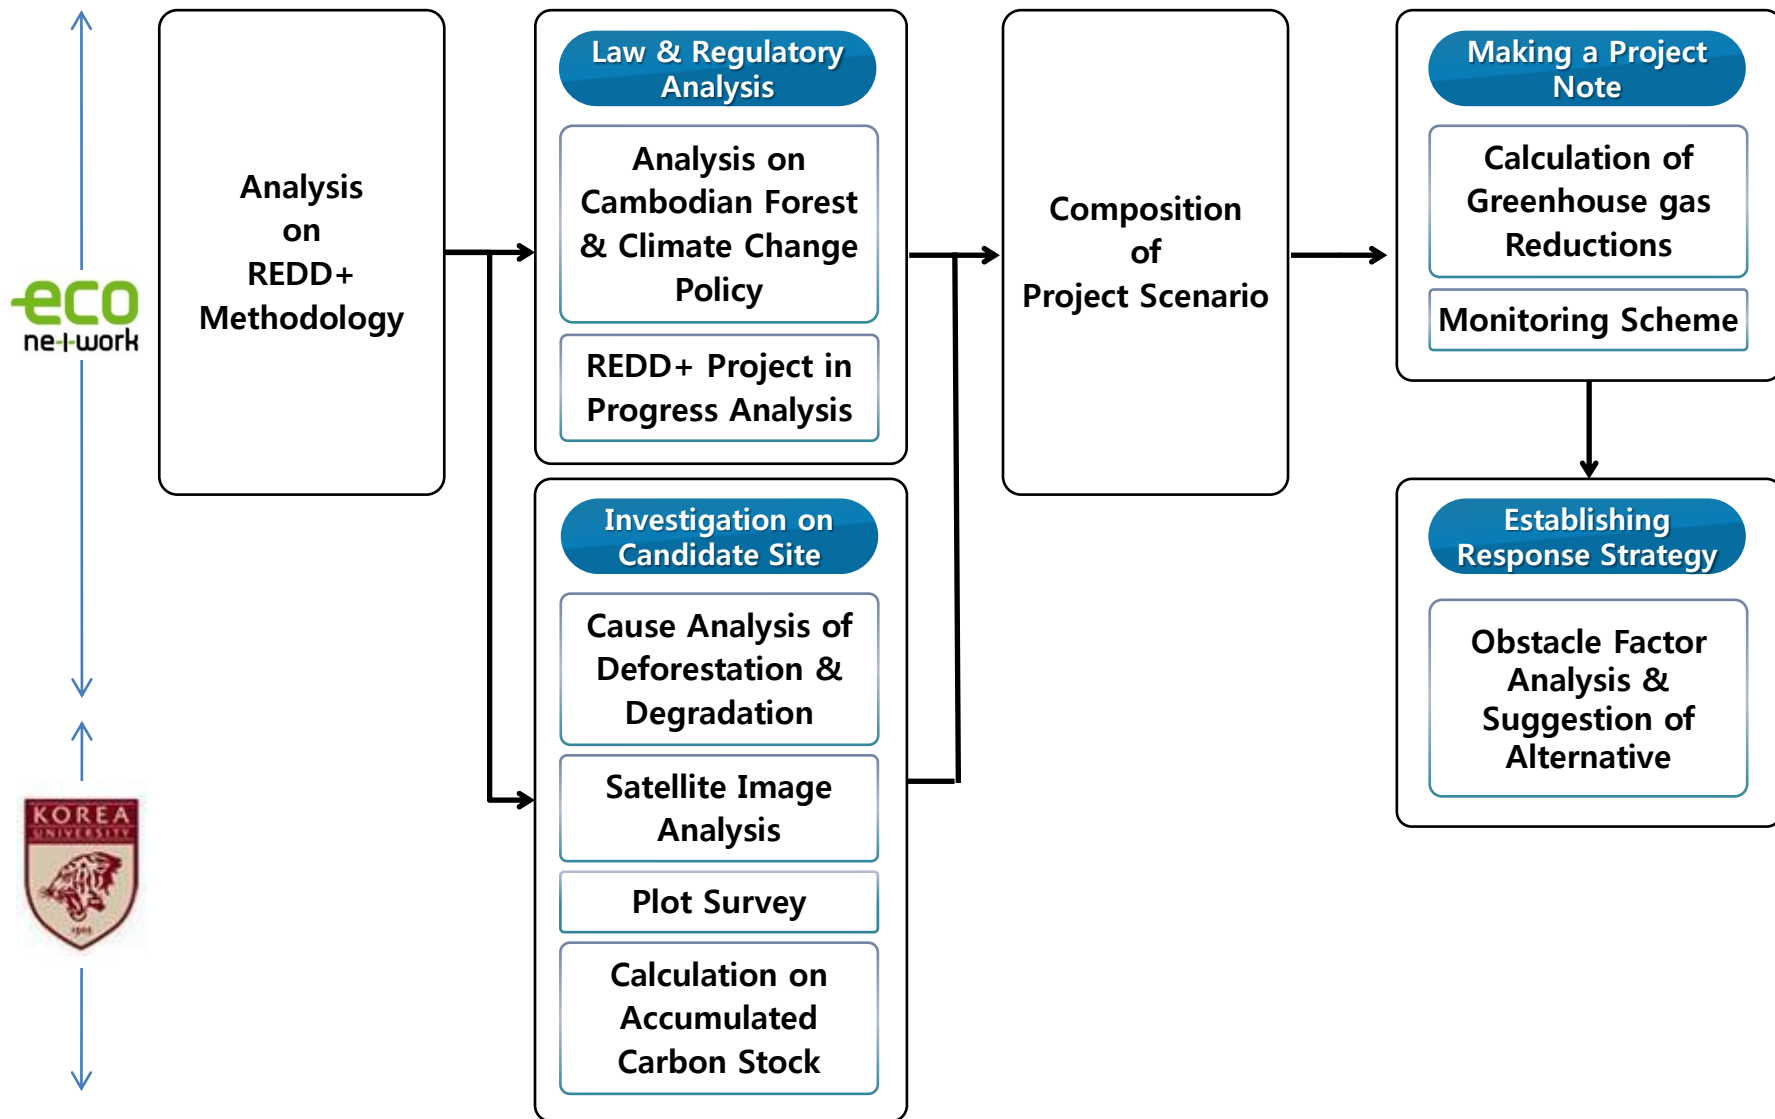 eco
ne-t-work
KOREA
UNIVERSITY
1905
Analysis
on
REDD+
Methodology
Law & Regulatory
Analysis
Analysis on
Cambodian Forest
& Climate Change
Policy
REDD+ Project in
Progress Analysis
Investigation on
Candidate Site
Cause Analysis of
Deforestation &
Degradation
Satellite Image
Analysis
Plot Survey
Calculation on
Accumulated
Carbon Stock
Composition
of
Project Scenario
Making a Project
Note
Calculation of
Greenhouse gas
Reductions
Monitoring Scheme
Establishing
Response Strategy
Obstacle Factor
Analysis &
Suggestion of
Alternative